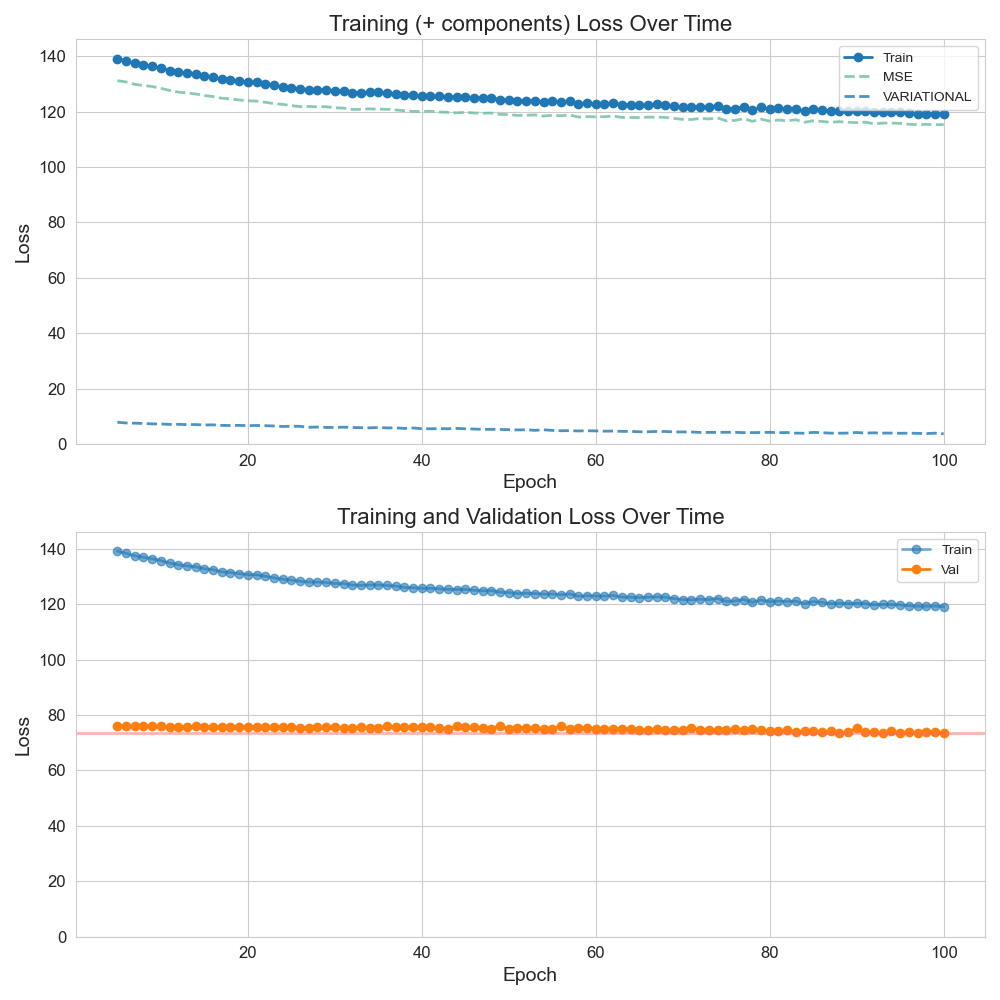 Training (+ components) Loss Over Time
Loss
140
120
100
80
60
40
20
0
Train
MSE
VARIATIONAL
20 40 60 80 100
Epoch
Training and Validation Loss Over Time
Loss
140
120
100
80
60
40
20
0
Train
Val
20 40 60 80 100
Epoch